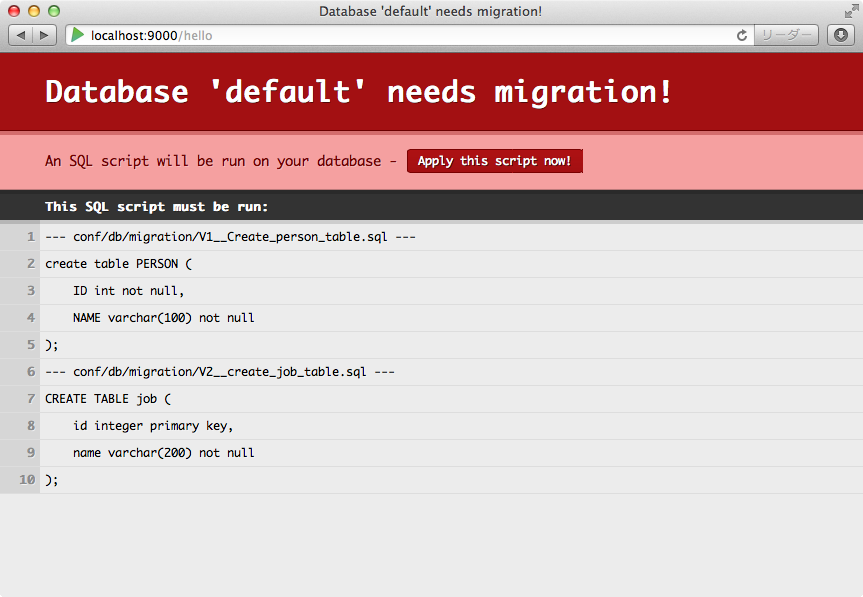 Database 'default' needs migration!
localhost:9000/hello
リーダー
Database 'default' needs migration!
An SQL script will be run on your database - Apply this script now!
This SQL script must be run:
1 --- conf/db/migration/V1__Create_person_table.sql ---
2 create table PERSON (
3 ID int not null,
4 NAME varchar(100) not null
5 );
6 --- conf/db/migration/V2__create_job_table.sql ---
7 CREATE TABLE job (
8 id integer primary key,
9 name varchar(200) not null
10 );